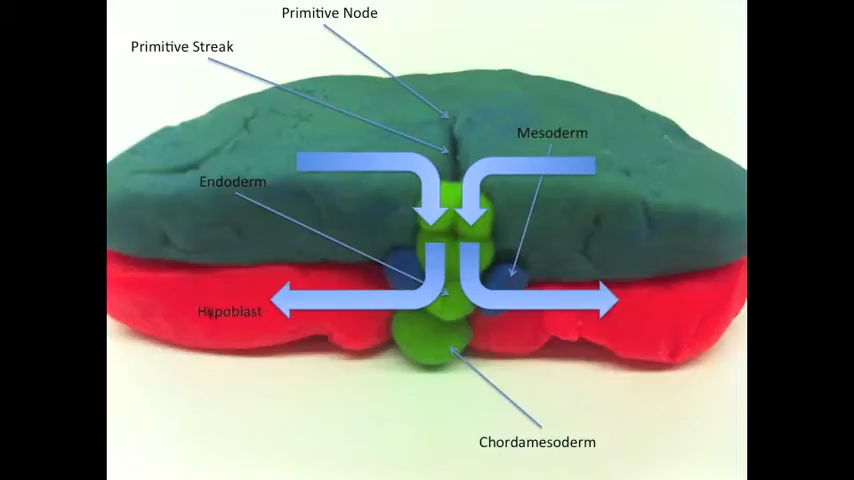 Primitive Node
Primitive Streak
Mesoderm
Endoderm
Hypoblast
Chordamesoderm